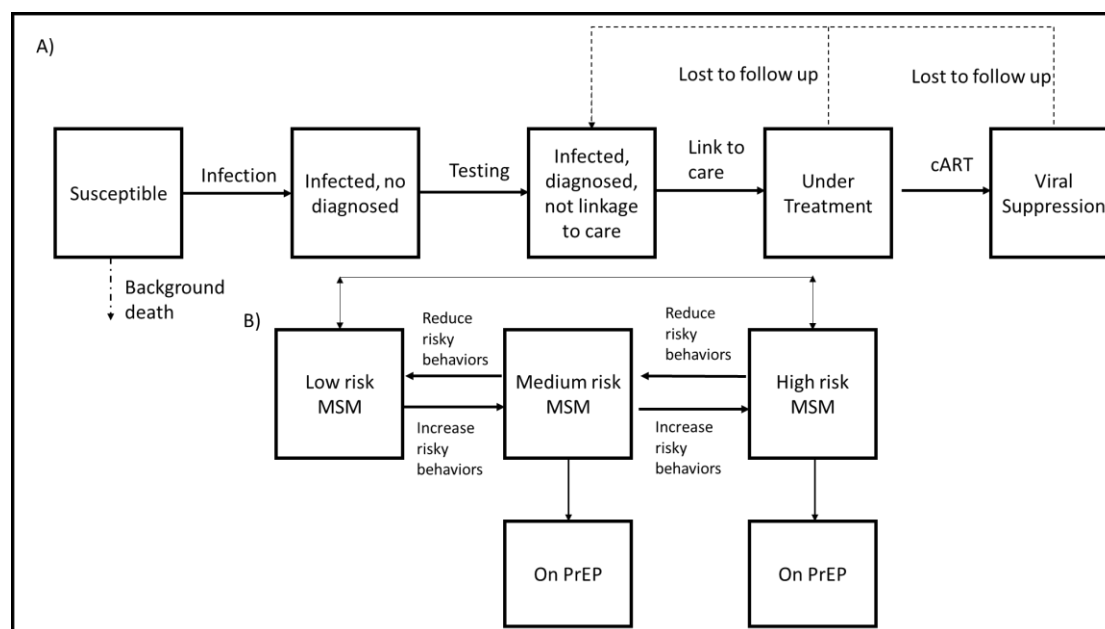 A)
Lost to follow up
Lost to follow up
Susceptible
Infection
Infected, no
diagnosed
Testing
Infected,
diagnosed,
not linkage
to care
Link to
care
Under
Treatment
cART
Viral
Suppression
Background
death
B)
Low risk
MSM
Reduce
risky
behaviors
Increase
risky
behaviors
Medium risk
MSM
Reduce
risky
behaviors
Increase
risky
behaviors
High risk
MSM
On PrEP
On PrEP